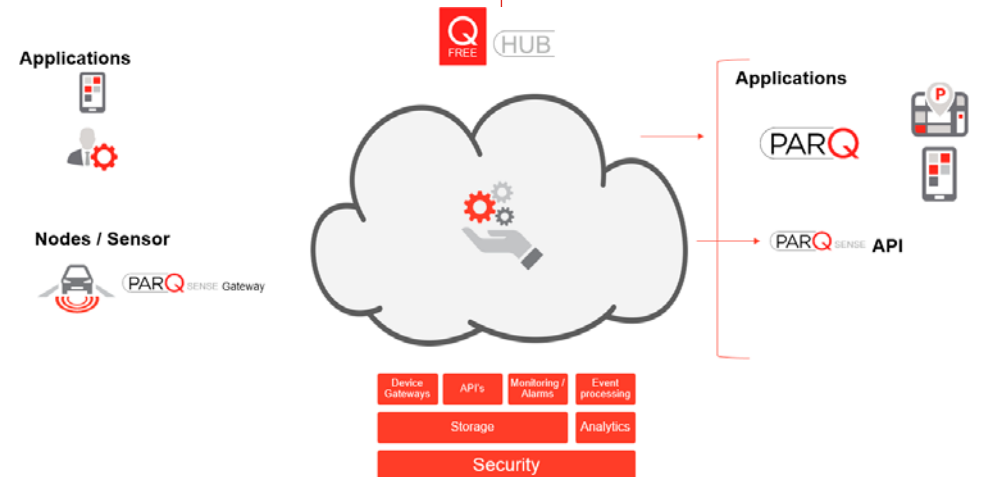 Q
FREE
HUB
Applications
Nodes / Sensor
PARQ SENSE Gateway
Applications
P
PARQ
PARQ SENSE API
Device
Gateways
API's
Monitoring /
Alarms
Event
processing
Storage
Analytics
Security